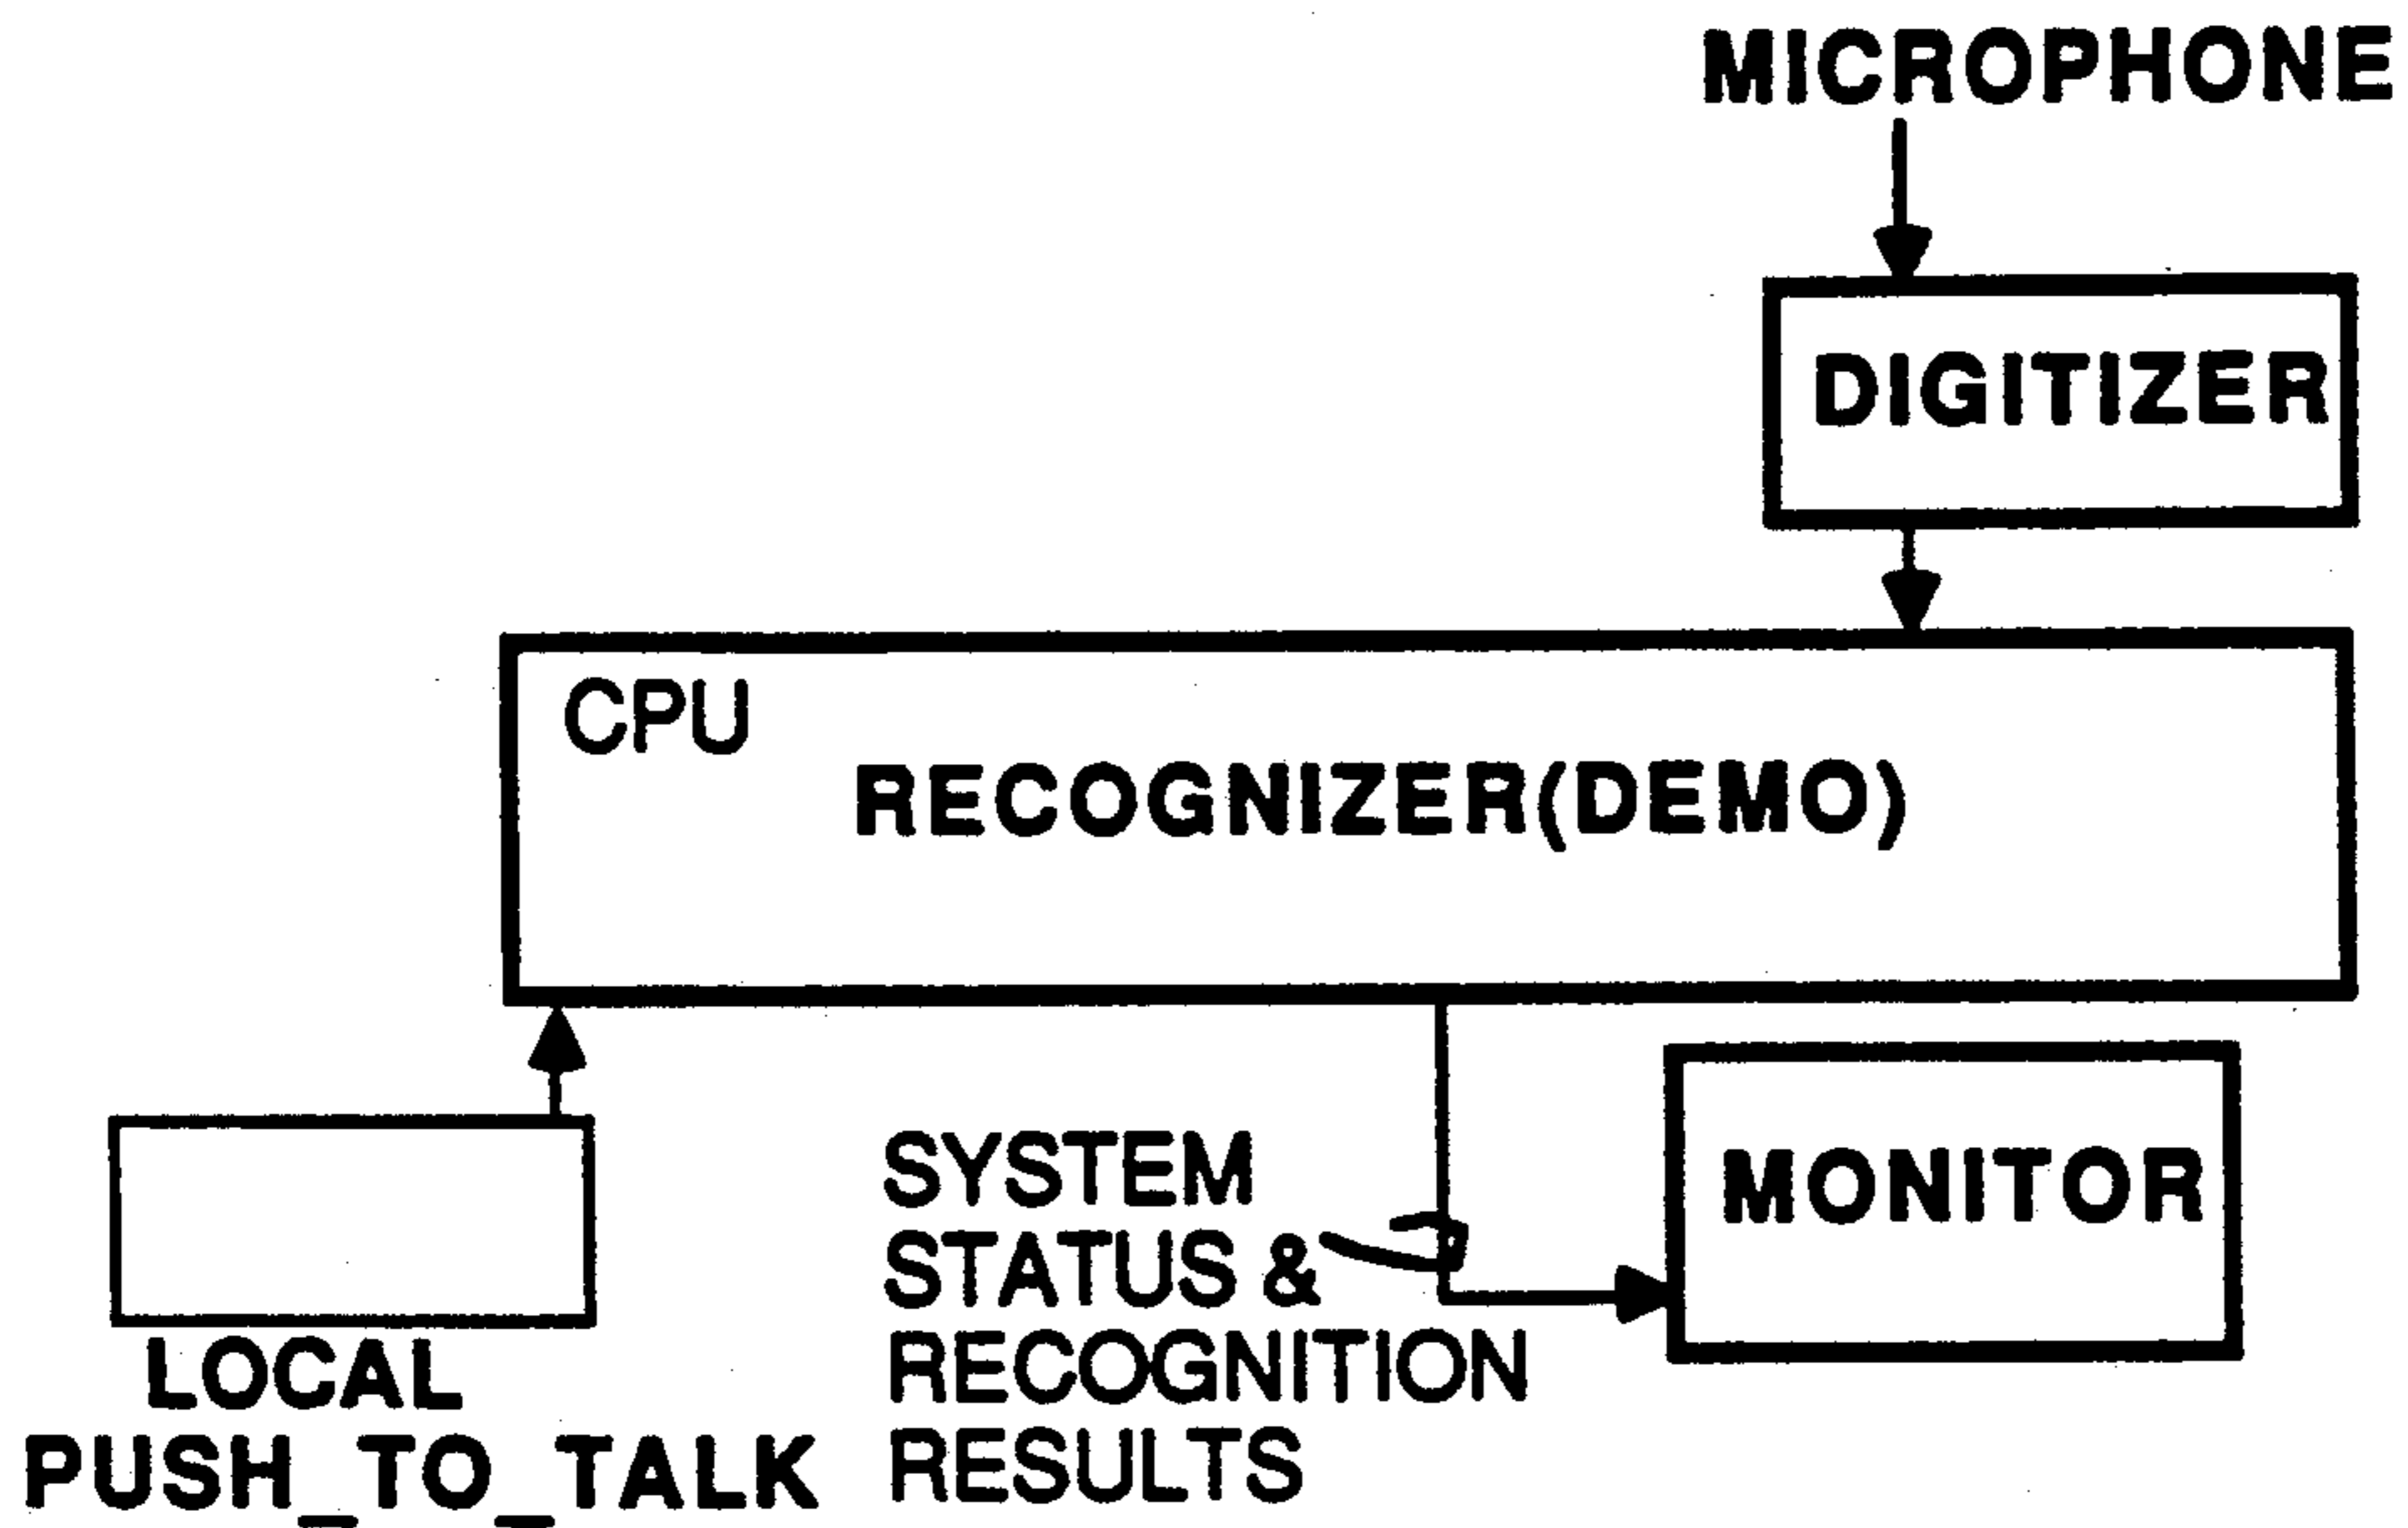 MICROPHONE
DIGITIZER
CPU
RECOGNIZER(DEMO)
MONITOR
SYSTEM
STATUS &
RECOGNITION
RESULTS
LOCAL
PUSH_TO_TALK